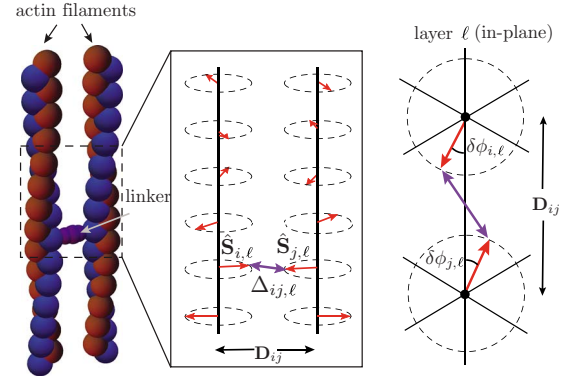 actin filaments
linker
Ŝ_{i,ℓ}
Ŝ_{j,ℓ}
Δ_{ij,ℓ}
D_{ij}
layer ℓ (in-plane)
δϕ_{i,ℓ}
D_{ij}
δϕ_{j,ℓ}